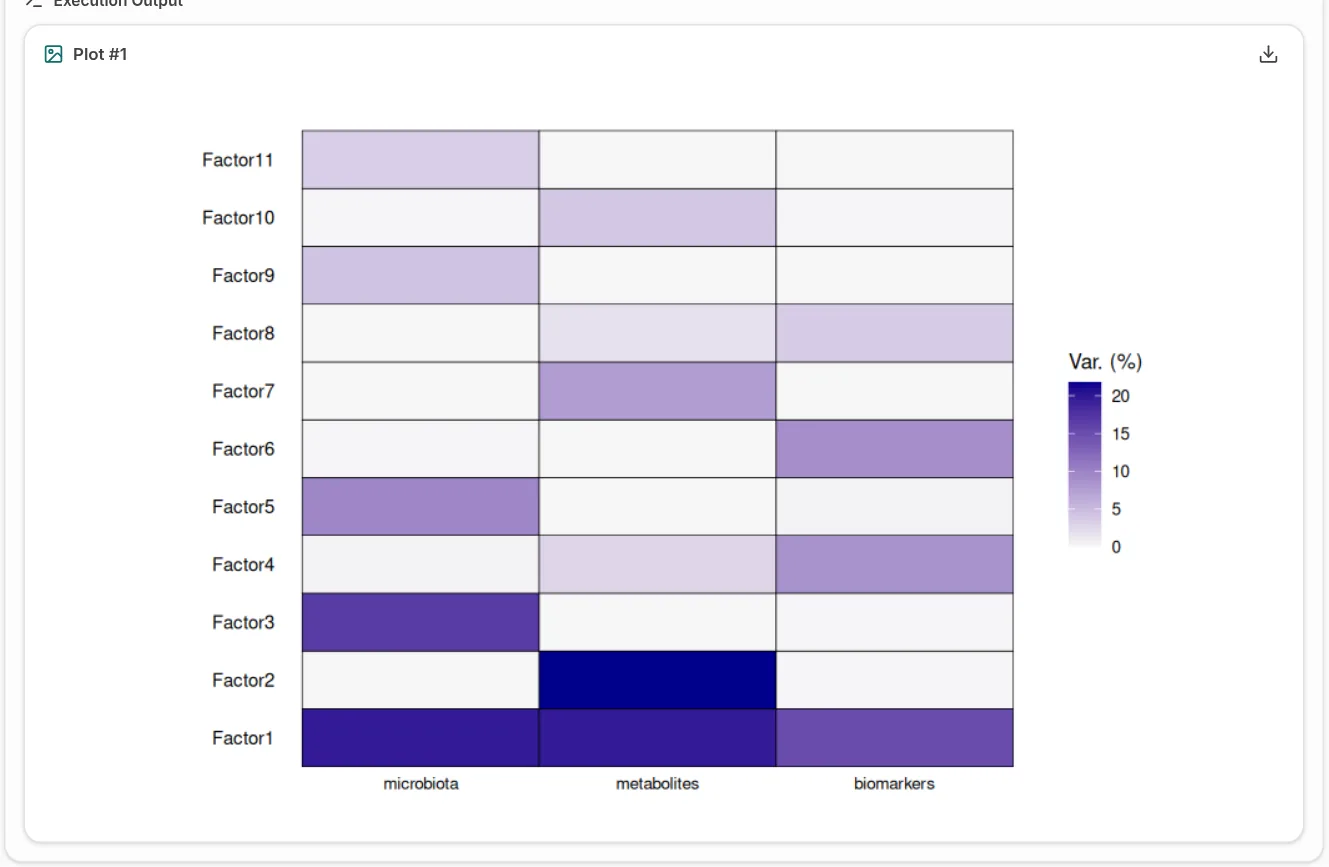 Execution Output
Plot #1
Factor11
Factor10
Factor9
Factor8
Factor7
Factor6
Factor5
Factor4
Factor3
Factor2
Factor1
microbiota metabolites biomarkers
Var. (%)
20
15
10
5
0